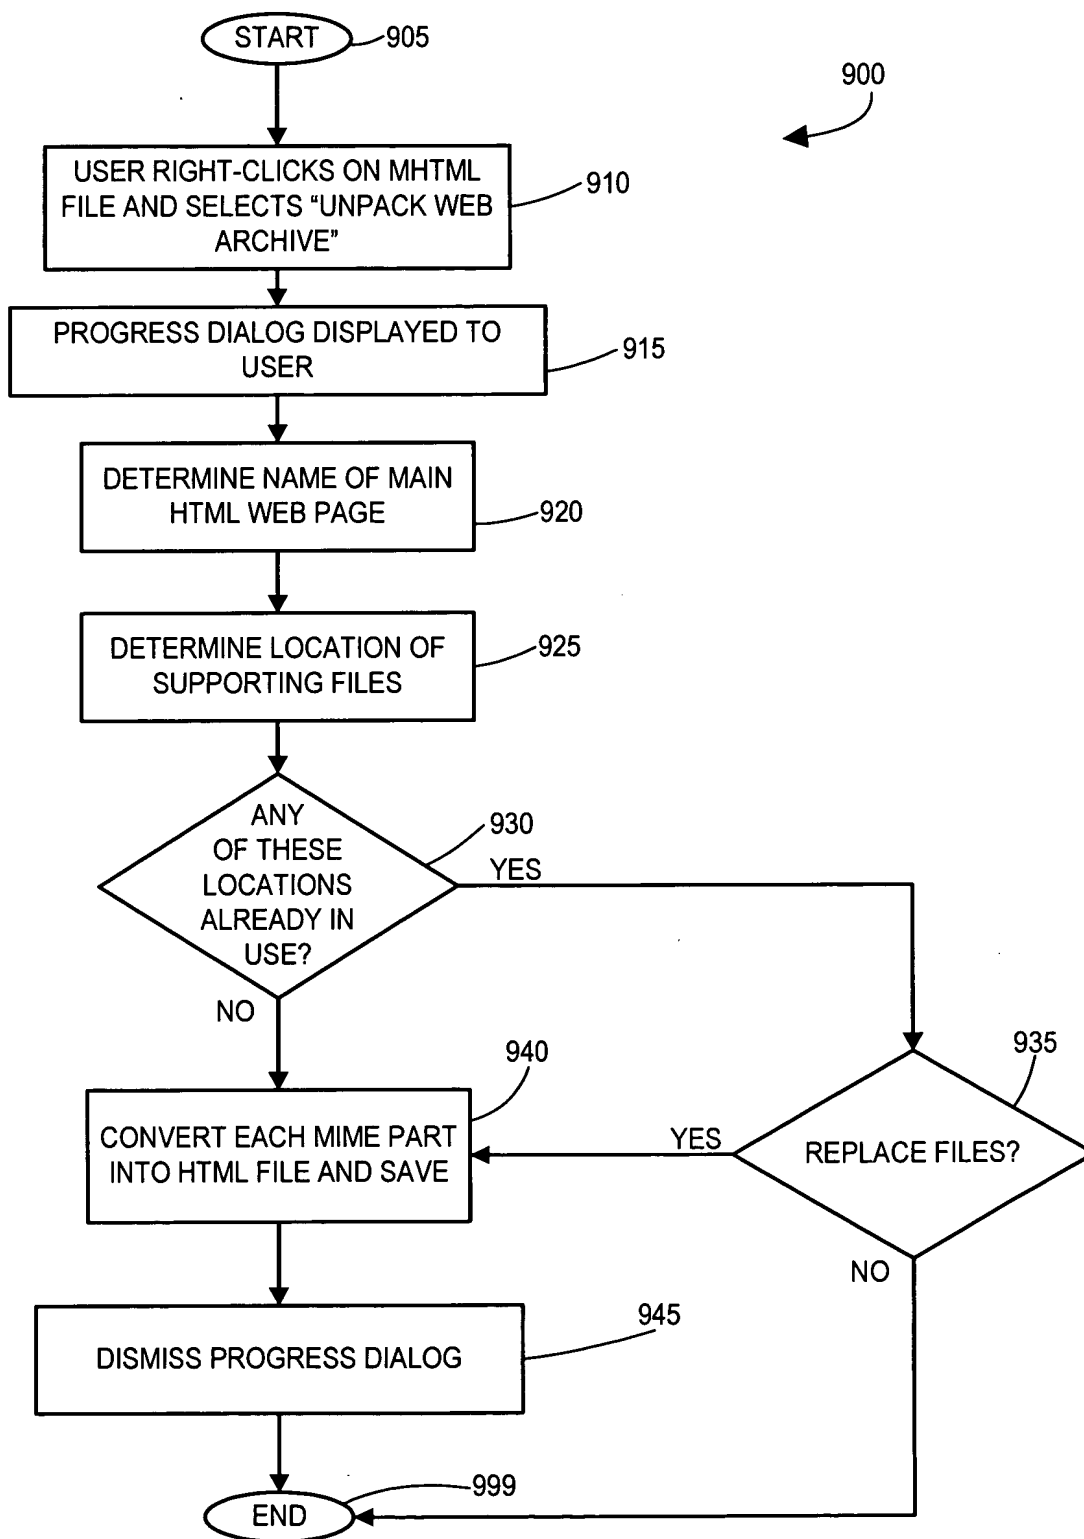 START
905
900
USER RIGHT-CLICKS ON MHTML
FILE AND SELECTS “UNPACK WEB
ARCHIVE”
910
PROGRESS DIALOG DISPLAYED TO
USER
915
DETERMINE NAME OF MAIN
HTML WEB PAGE
920
DETERMINE LOCATION OF
SUPPORTING FILES
925
ANY
OF THESE
LOCATIONS
ALREADY IN
USE?
930
YES
NO
940
935
CONVERT EACH MIME PART
INTO HTML FILE AND SAVE
YES
REPLACE FILES?
NO
DISMISS PROGRESS DIALOG
945
END
999